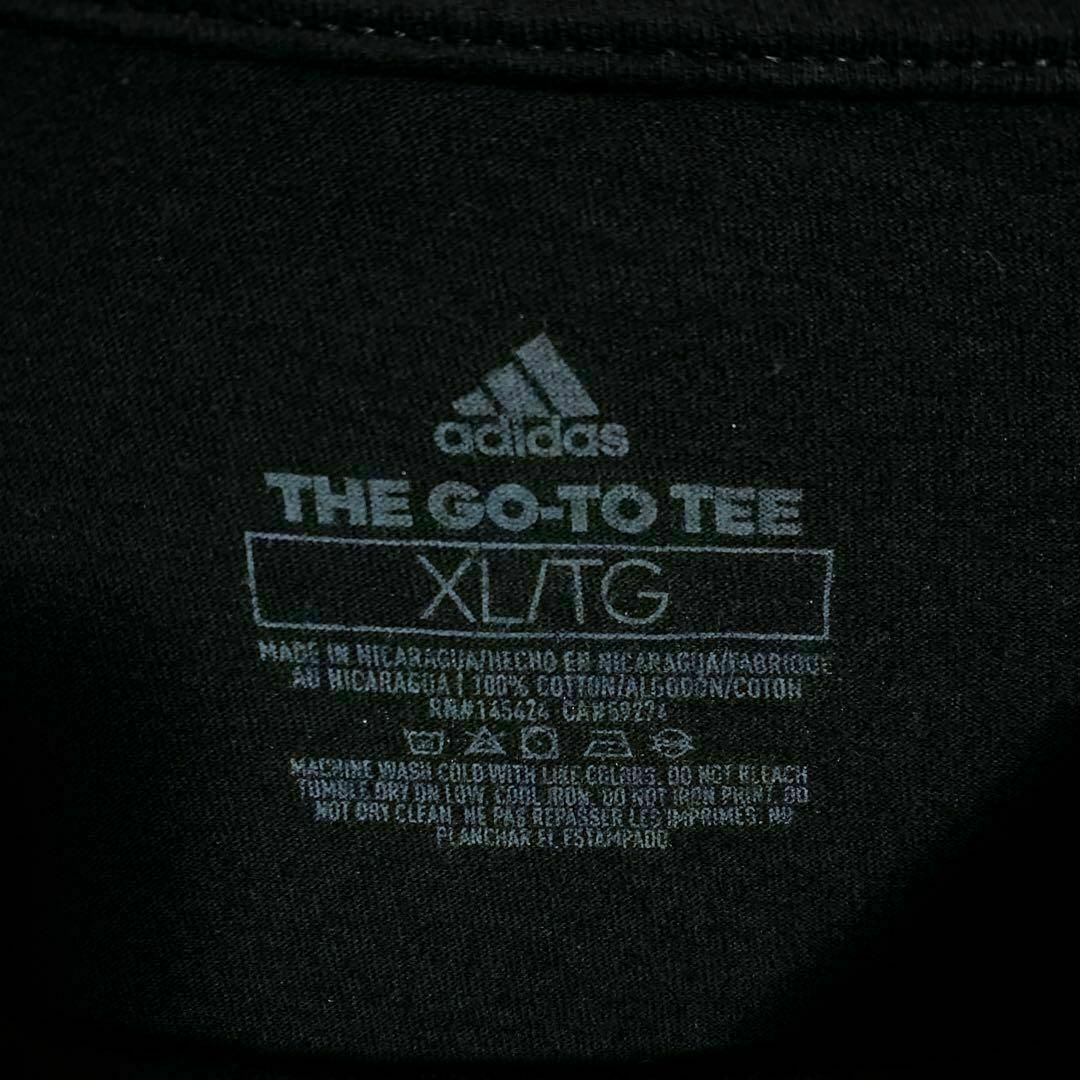 adidas
THE GO-TO TEE
XL/TG
MADE IN NICARAGUA/HECHO EN NICARAGUA/FABRIQUE
AU NICARAGUA | 100% COTTON/ALGODON/COTON
RN#145424 CA#59274
MACHINE WASH COLD WITH LIKE COLORS. DO NOT BLEACH
TUMBLE DRY ON LOW. COOL IRON. DO NOT IRON PRINT. DO
NOT DRY CLEAN. NE PAS REPASSER LES IMPRIMES. NO
PLANCHAR EL ESTAMPADO.